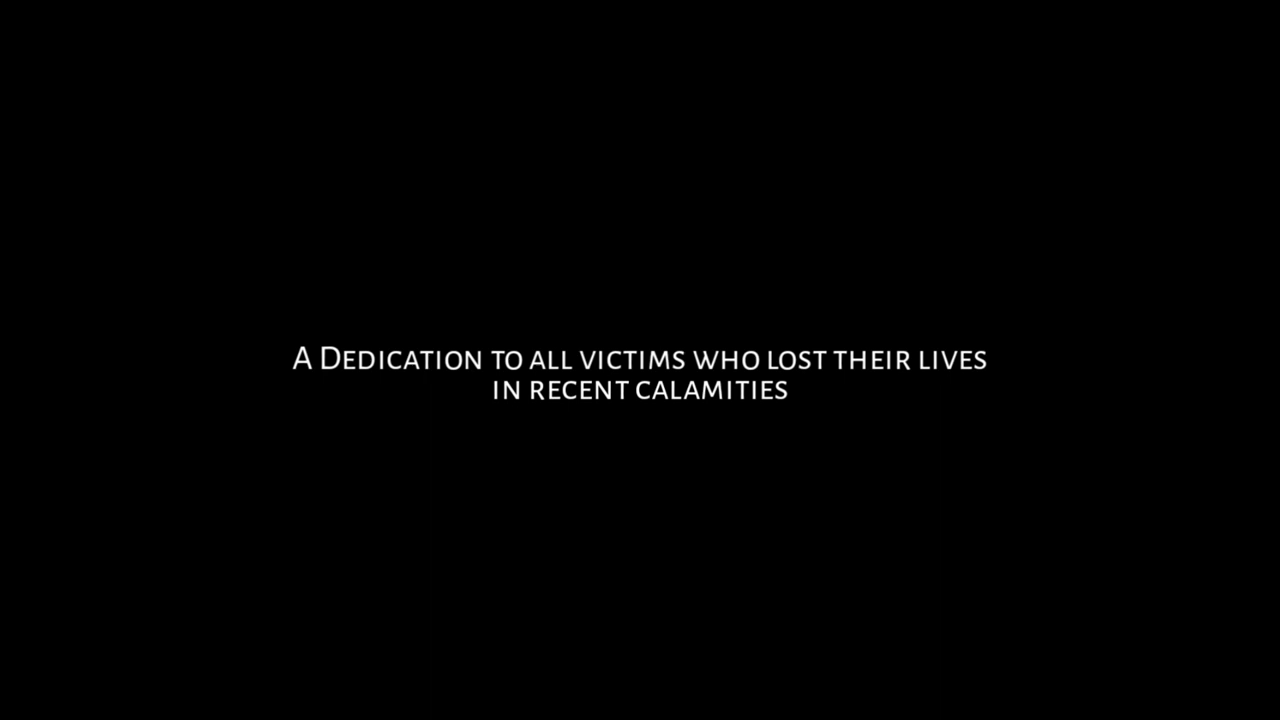 A Dedication to all victims who lost their lives
in recent calamities